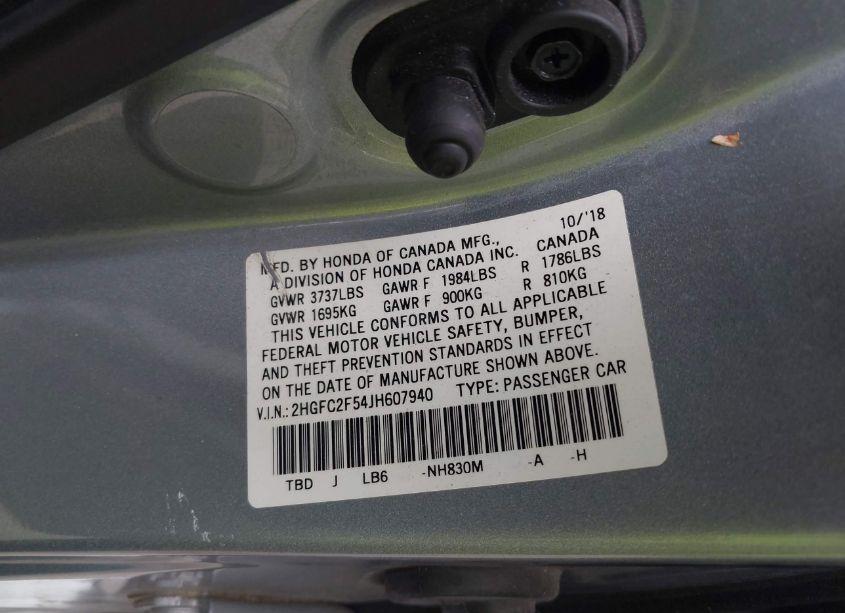 MFD. BY HONDA OF CANADA MFG., 10/'18
A DIVISION OF HONDA CANADA INC. CANADA
GVWR 3737LBS GAWR F 1984LBS R 1786LBS
GVWR 1695KG GAWR F 900KG R 810KG
THIS VEHICLE CONFORMS TO ALL APPLICABLE
FEDERAL MOTOR VEHICLE SAFETY, BUMPER,
AND THEFT PREVENTION STANDARDS IN EFFECT
ON THE DATE OF MANUFACTURE SHOWN ABOVE.
V.I.N.: 2HGFC2F54JH607940 TYPE: PASSENGER CAR
TBD J LB6 -NH830M -A -H